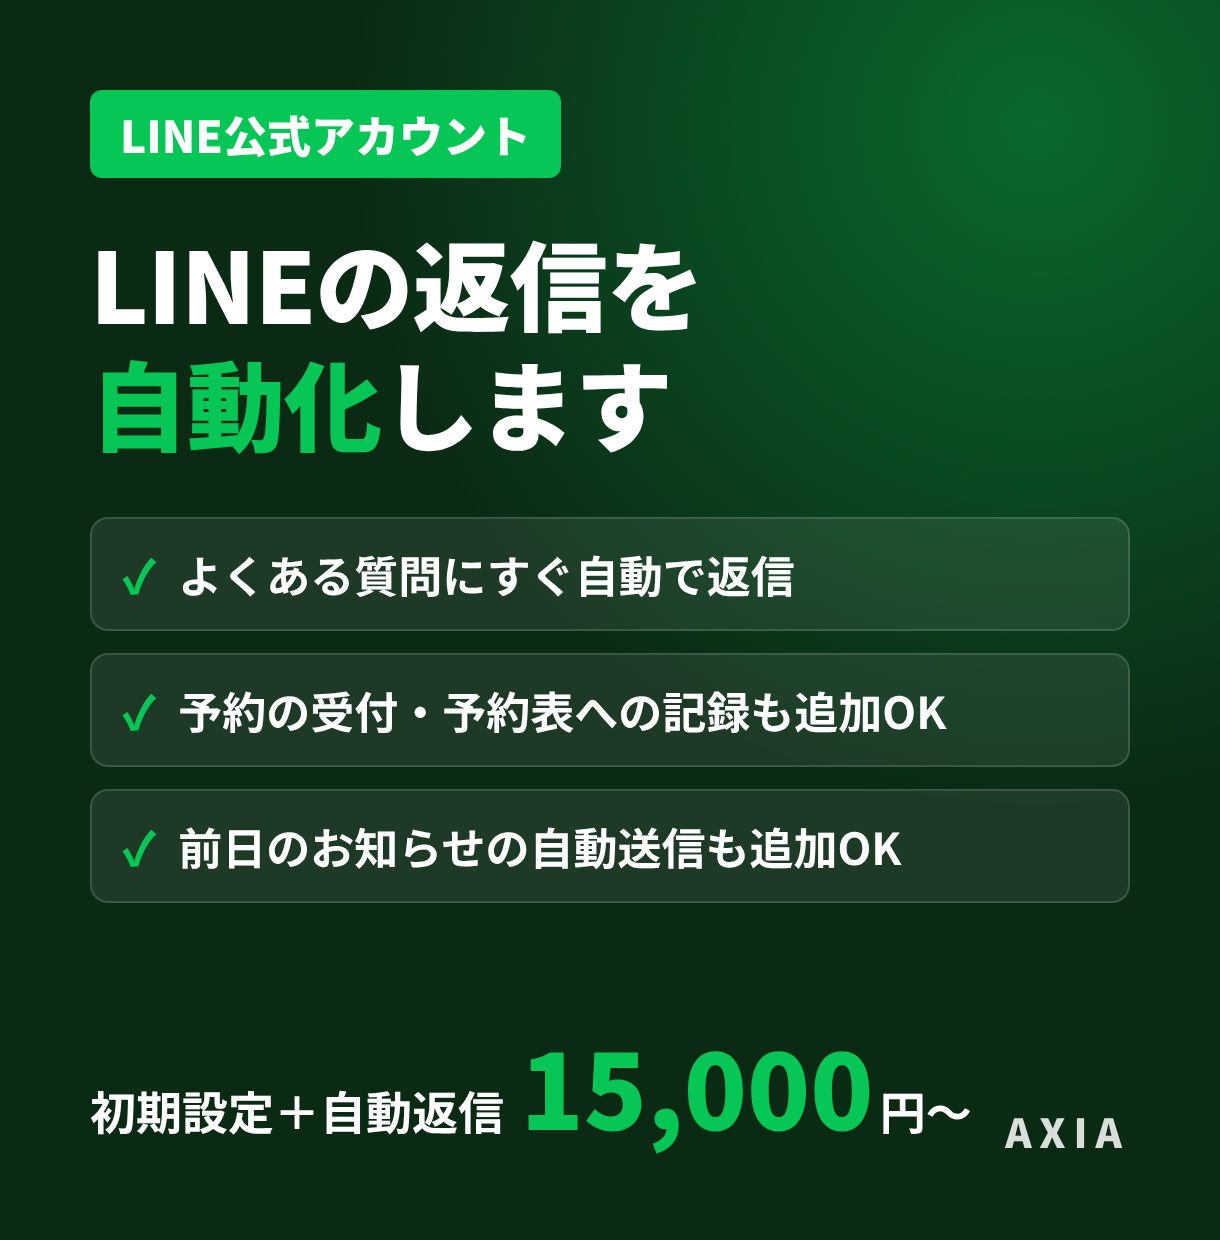 LINE公式アカウント
LINEの返信を
自動化します
✓ よくある質問にすぐ自動で返信
✓ 予約の受付・予約表への記録も追加OK
✓ 前日のお知らせの自動送信も追加OK
初期設定＋自動返信 15,000円〜
AXIA